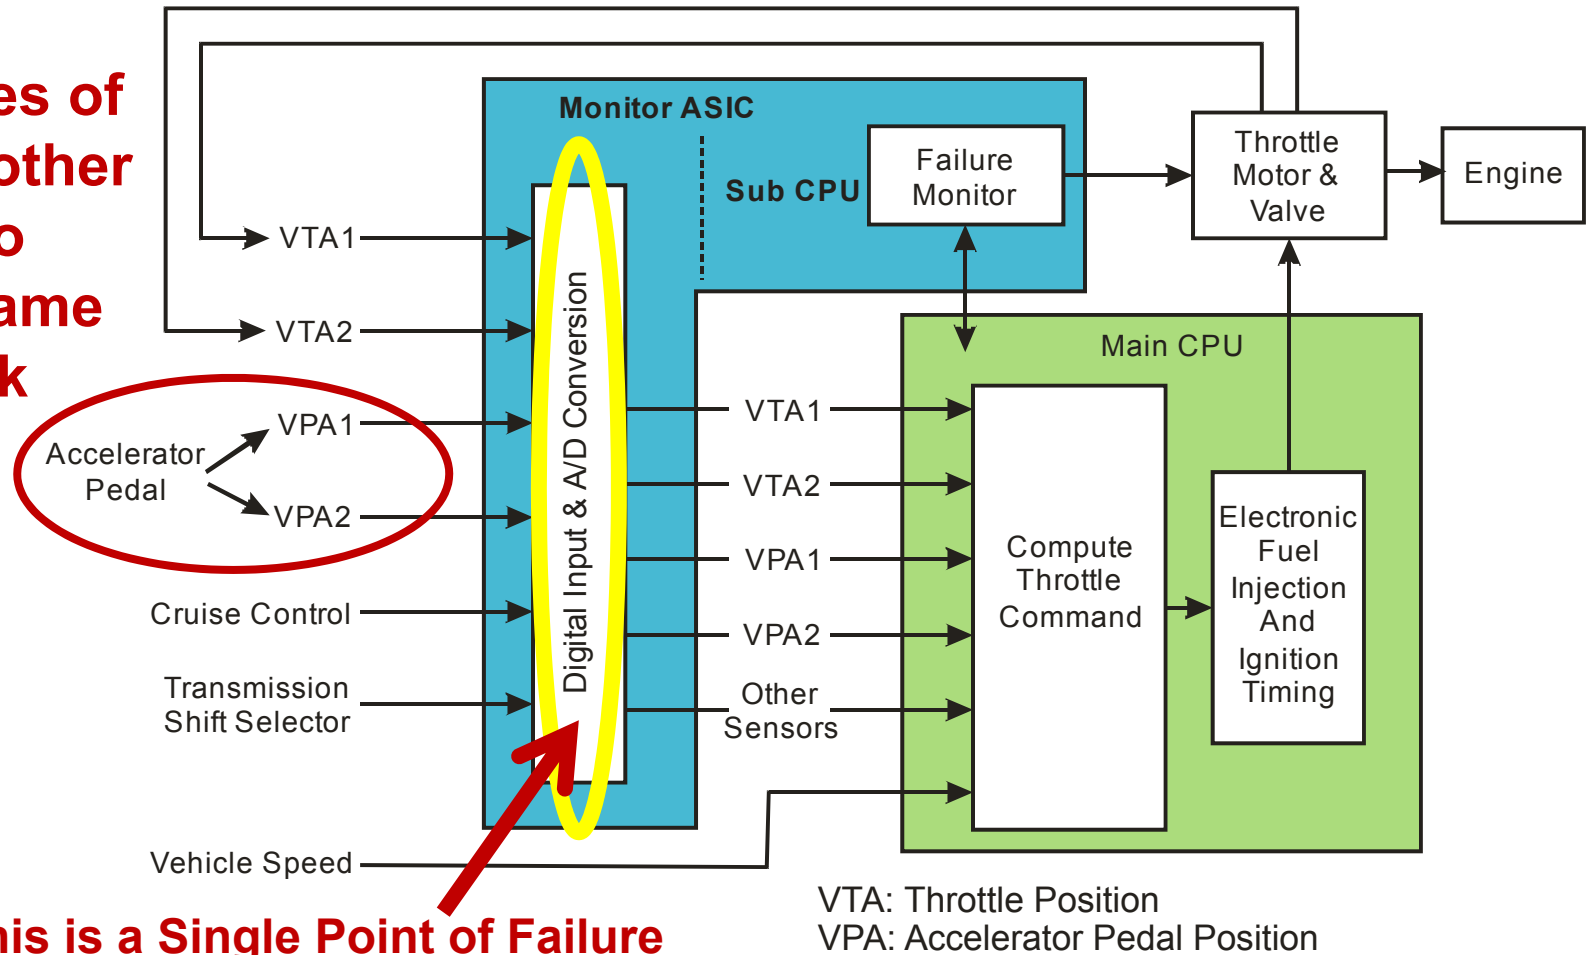 es of
other
o
ame
k
Monitor ASIC
Sub CPU
Failure
Monitor
Throttle
Motor &
Valve
Engine
VTA1
VTA2
VPA1
VPA2
Accelerator
Pedal
Cruise Control
Transmission
Shift Selector
Vehicle Speed
Digital Input & A/D Conversion
VTA1
VTA2
VPA1
VPA2
Other
Sensors
Main CPU
Compute
Throttle
Command
Electronic
Fuel
Injection
And
Ignition
Timing
his is a Single Point of Failure
VTA: Throttle Position
VPA: Accelerator Pedal Position